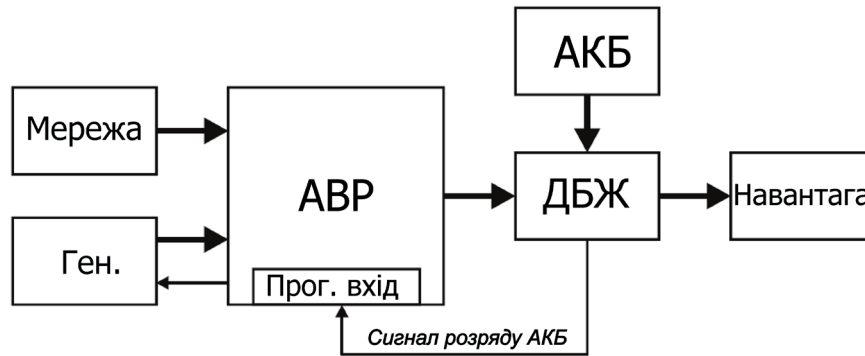 АКБ
Мережа
АВР
ДБЖ
Навантага
Ген.
Прог. вхід
Сигнал розряду АКБ